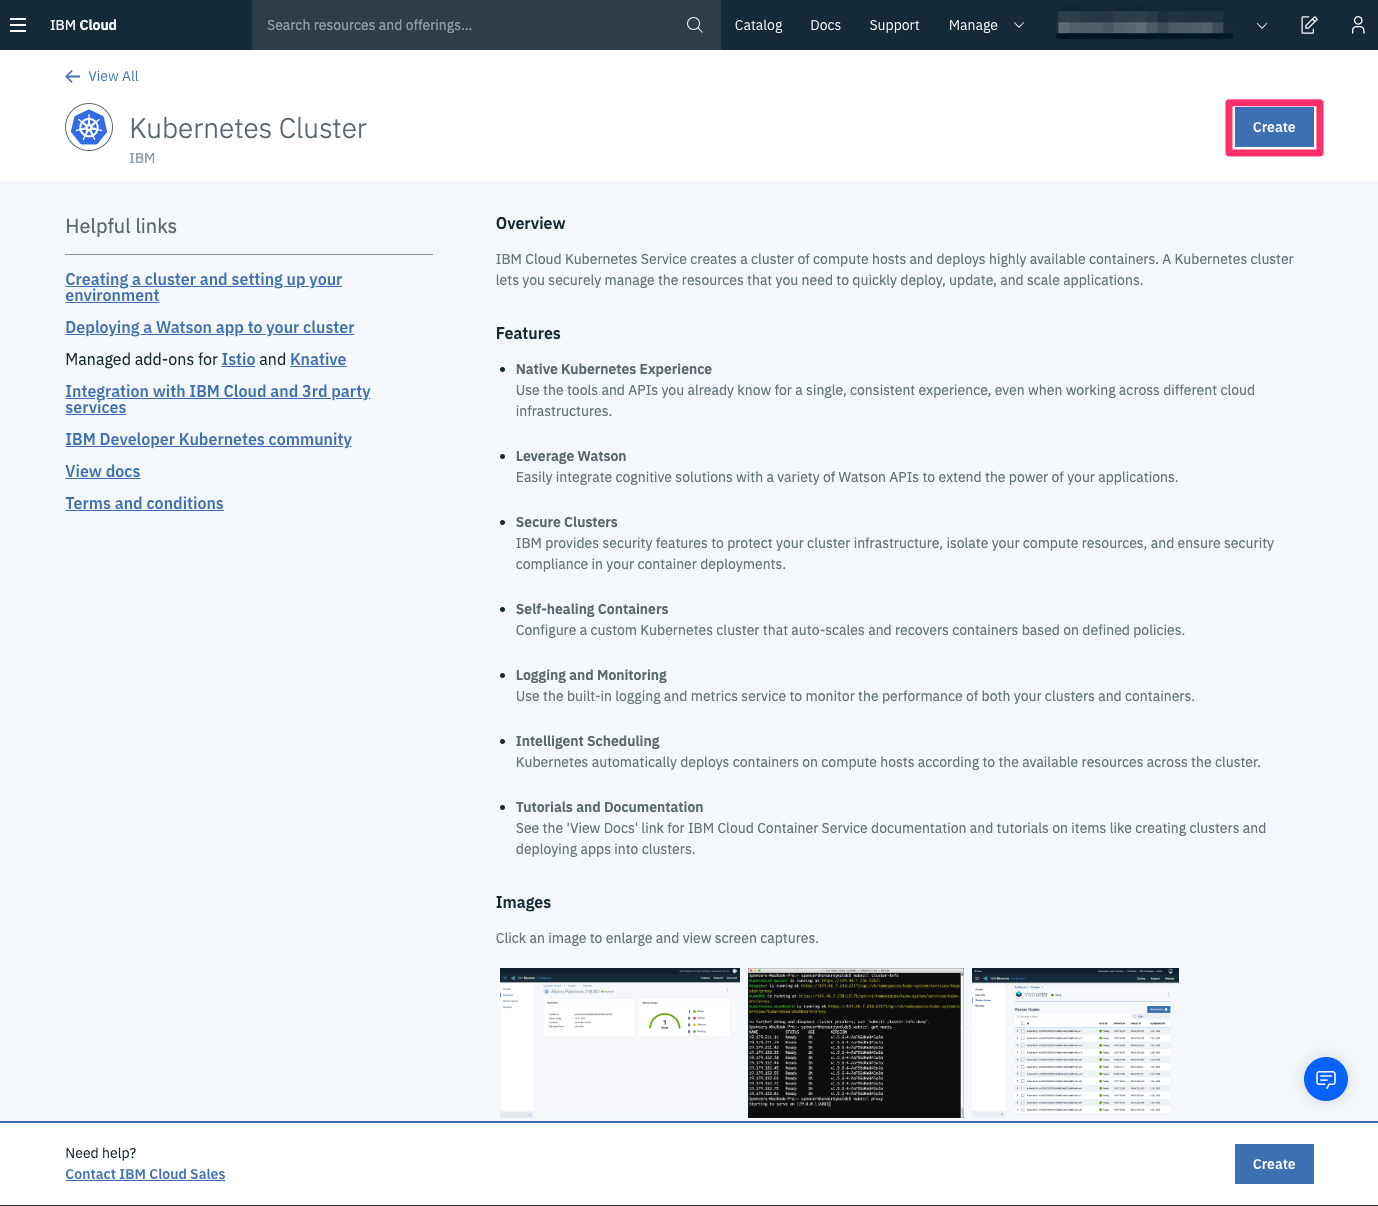 IBM Cloud
Search resources and offerings...
Catalog
Docs
Support
Manage
View All
Kubernetes Cluster
IBM
Create
Helpful links
Creating a cluster and setting up your
environment
Deploying a Watson app to your cluster
Managed add-ons for Istio and Knative
Integration with IBM Cloud and 3rd party
services
IBM Developer Kubernetes community
View docs
Terms and conditions
Overview
IBM Cloud Kubernetes Service creates a cluster of compute hosts and deploys highly available containers. A Kubernetes cluster
lets you securely manage the resources that you need to quickly deploy, update, and scale applications.
Features
Native Kubernetes Experience
Use the tools and APIs you already know for a single, consistent experience, even when working across different cloud
infrastructures.
Leverage Watson
Easily integrate cognitive solutions with a variety of Watson APIs to extend the power of your applications.
Secure Clusters
IBM provides security features to protect your cluster infrastructure, isolate your compute resources, and ensure security
compliance in your container deployments.
Self-healing Containers
Configure a custom Kubernetes cluster that auto-scales and recovers containers based on defined policies.
Logging and Monitoring
Use the built-in logging and metrics service to monitor the performance of both your clusters and containers.
Intelligent Scheduling
Kubernetes automatically deploys containers on compute hosts according to the available resources across the cluster.
Tutorials and Documentation
See the 'View Docs' link for IBM Cloud Container Service documentation and tutorials on items like creating clusters and
deploying apps into clusters.
Images
Click an image to enlarge and view screen captures.
mycluster
Worker Nodes
Need help?
Contact IBM Cloud Sales
Create